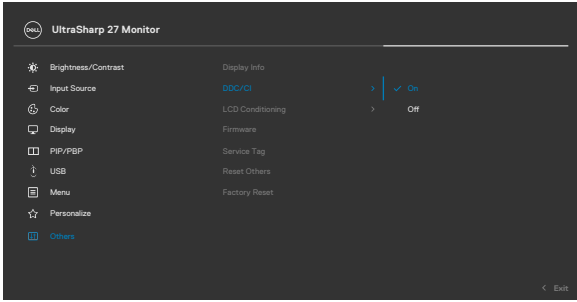 DELL UltraSharp 27 Monitor
Brightness/Contrast Display Info
Input Source DDC/CI > ✓ On
Color LCD Conditioning > Off
Display Firmware
PIP/PBP Service Tag
USB Reset Others
Menu Factory Reset
Personalize
Others
< Exit